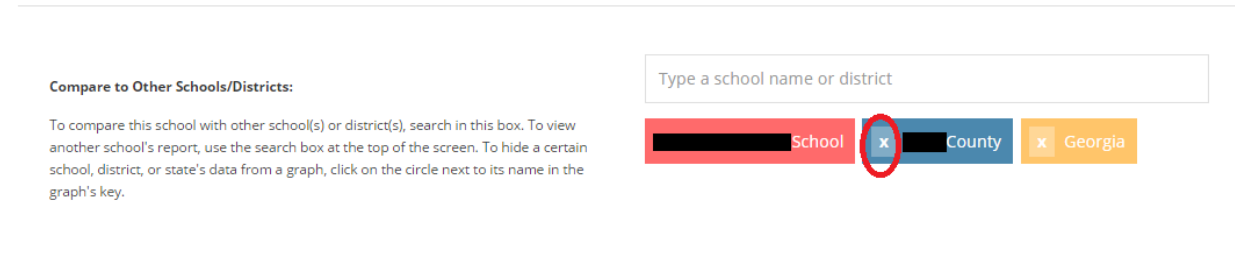 Compare to Other Schools/Districts:
To compare this school with other school(s) or district(s), search in this box. To view
another school's report, use the search box at the top of the screen. To hide a certain
school, district, or state's data from a graph, click on the circle next to its name in the
graph's key.
Type a school name or district
School x County x Georgia